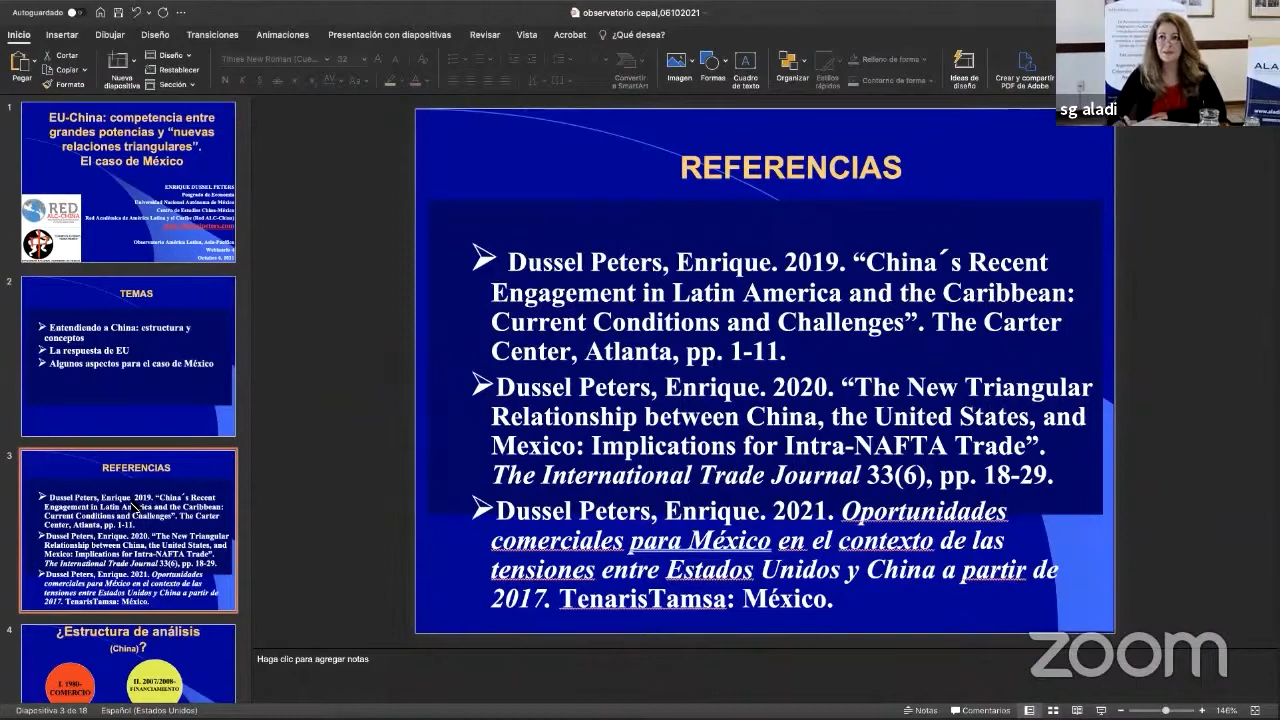 Autoguardado
observatorio cepal,06102021
Inicio Insertar Dibujar Diseño Transiciones Animaciones Presentación con dia Revisar Vista Acrobat ¿Qué desea?
Pegar
Cortar
Copiar
Formato
Nueva diapositiva
Diseño
Restablecer
Sección
Times New Roman (Cue...
Convertir a SmartArt
Imagen
Formas
Cuadro de texto
Organizar
Estilos rápidos
Relleno de forma
Contorno de forma
Ideas de diseño
Crear y compartir PDF de Adobe
sg aladi
ALA
1
EU-China: competencia entre
grandes potencias y “nuevas
relaciones triangulares”.
El caso de México
ENRIQUE DUSSEL PETERS
Posgrado de Economía
Universidad Nacional Autónoma de México
Centro de Estudios China-México
Red Académica de América Latina y el Caribe (Red ALC-China)
Observatorio América Latina, Asia-Pacífico
Octubre 6, 2021
RED
ALC-CHINA
2
TEMAS
➢ Entendiendo a China: estructura y
conceptos
➢ La respuesta de EU
➢ Algunos aspectos para el caso de México
3
REFERENCIAS
➢ Dussel Peters, Enrique. 2019. “China´s Recent
Engagement in Latin America and the Caribbean:
Current Conditions and Challenges”. The Carter
Center, Atlanta, pp. 1-11.
➢Dussel Peters, Enrique. 2020. “The New Triangular
Relationship between China, the United States, and
Mexico: Implications for Intra-NAFTA Trade”.
The International Trade Journal 33(6), pp. 18-29.
➢Dussel Peters, Enrique. 2021. Oportunidades
comerciales para México en el contexto de las
tensiones entre Estados Unidos y China a partir de
2017. TenarisTamsa: México.
4
¿Estructura de análisis
(China)?
I. 1980-
COMERCIO
II. 2007/2008-
FINANCIAMIENTO
REFERENCIAS
➢ Dussel Peters, Enrique. 2019. “China´s Recent
Engagement in Latin America and the Caribbean:
Current Conditions and Challenges”. The Carter
Center, Atlanta, pp. 1-11.
➢Dussel Peters, Enrique. 2020. “The New Triangular
Relationship between China, the United States, and
Mexico: Implications for Intra-NAFTA Trade”.
The International Trade Journal 33(6), pp. 18-29.
➢Dussel Peters, Enrique. 2021. Oportunidades
comerciales para México en el contexto de las
tensiones entre Estados Unidos y China a partir de
2017. TenarisTamsa: México.
zoom
Haga clic para agregar notas
Diapositiva 3 de 18 Español (Estados Unidos) Notas Comentarios 146%